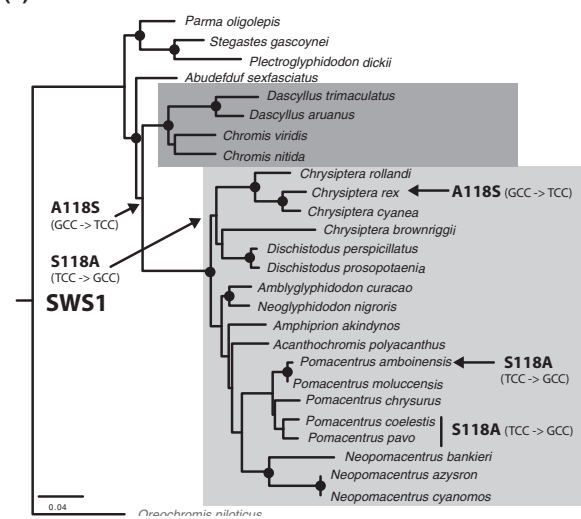 Parma oligolepis
Stegastes gascoynei
Plectroglyphidodon dickii
Abudefduf sexfasciatus
Dascyllus trimaculatus
Dascyllus aruanus
Chromis viridis
Chromis nitida
Chrysiptera rollandi
Chrysiptera rex
A118S (GCC -> TCC)
Chrysiptera cyanea
A118S
(GCC -> TCC)
Chrysiptera brownriggii
Dischistodus perspicillatus
S118A
(TCC -> GCC)
Dischistodus prosopotaenia
Amblyglyphidodon curacao
SWS1
Neoglyphidodon nigroris
Amphiprion akindynos
Acanthochromis polyacanthus
Pomacentrus amboinensis
S118A
(TCC -> GCC)
Pomacentrus moluccensis
Pomacentrus chrysurus
Pomacentrus coelestis
S118A (TCC -> GCC)
Pomacentrus pavo
Neopomacentrus bankieri
Neopomacentrus azysron
Neopomacentrus cyanomos
0.04
Oreochromis niloticus